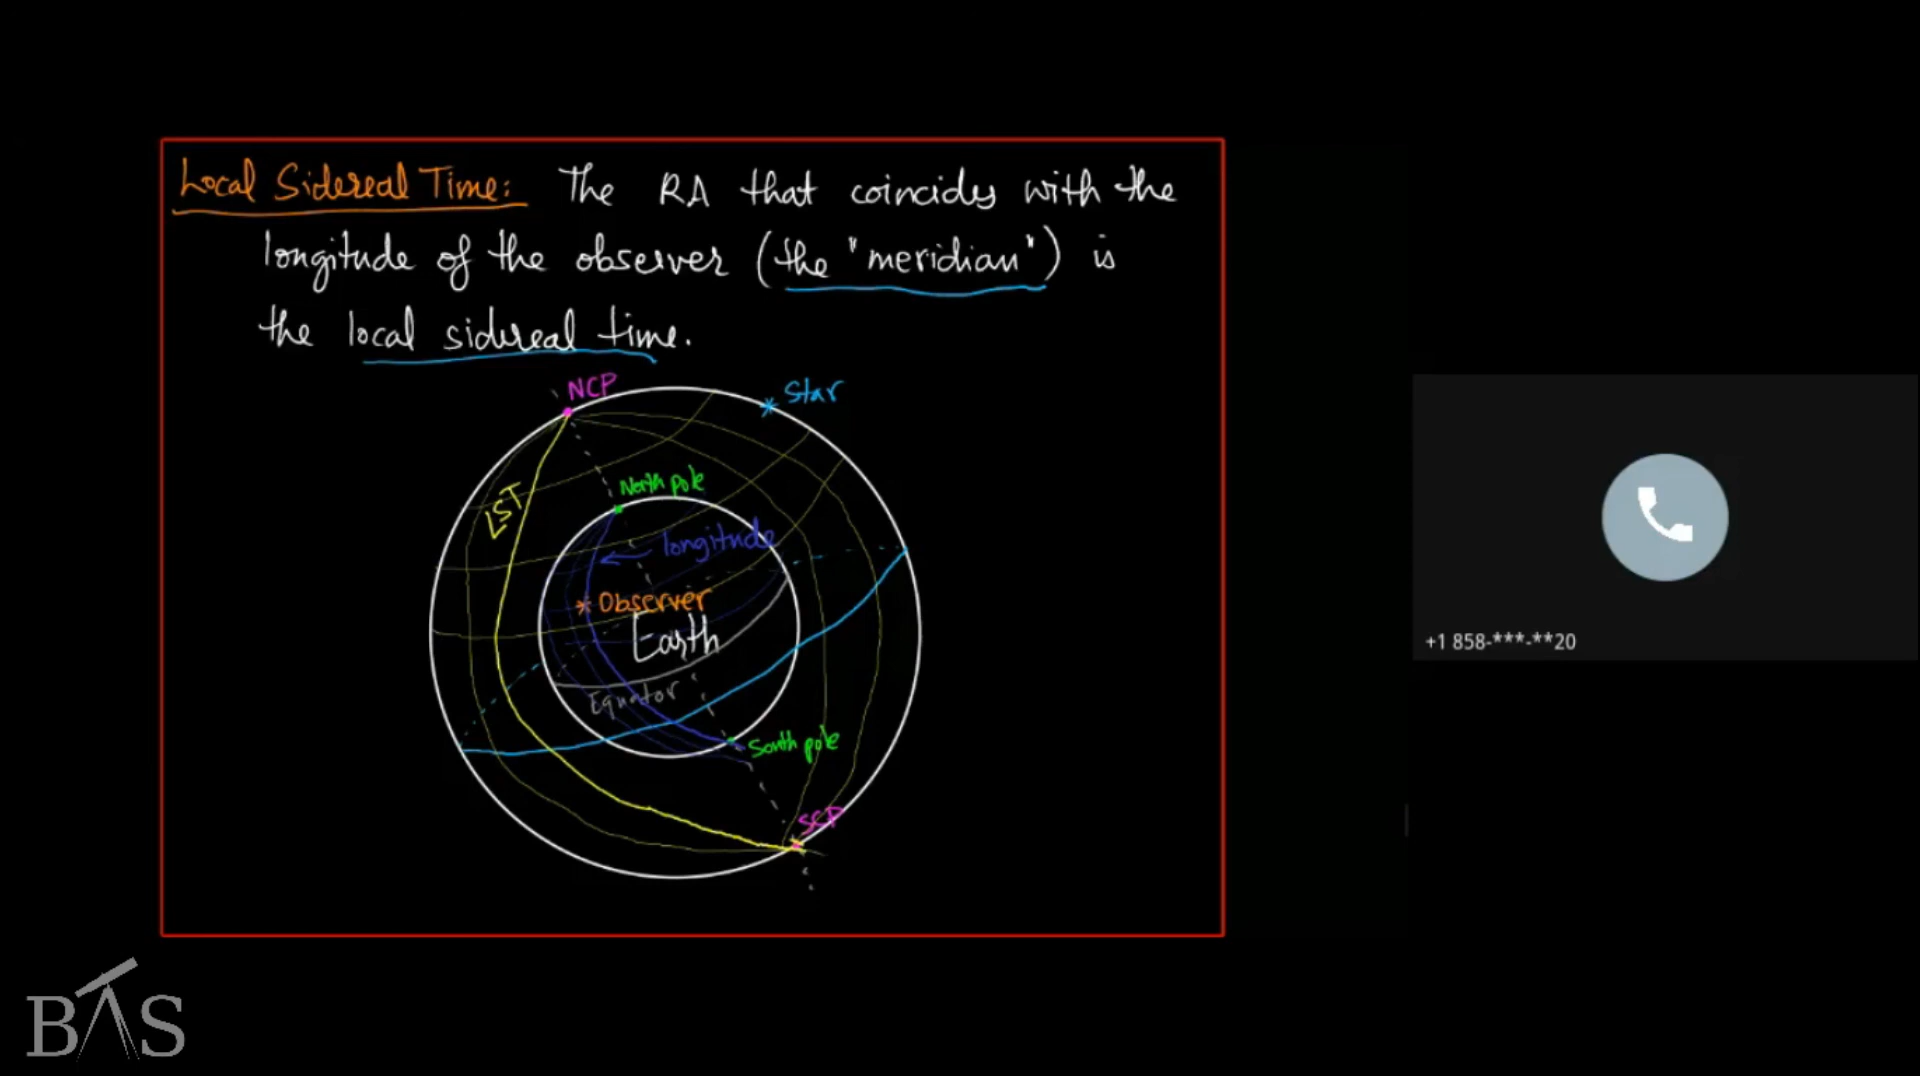 Local Sidereal Time: The RA that coincides with the
longitude of the observer (the "meridian") is
the local sidereal time.
NCP
Star
North pole
LST
longitude
Observer
Earth
Equator
South pole
SCP
+1 858-***-**20
BAS